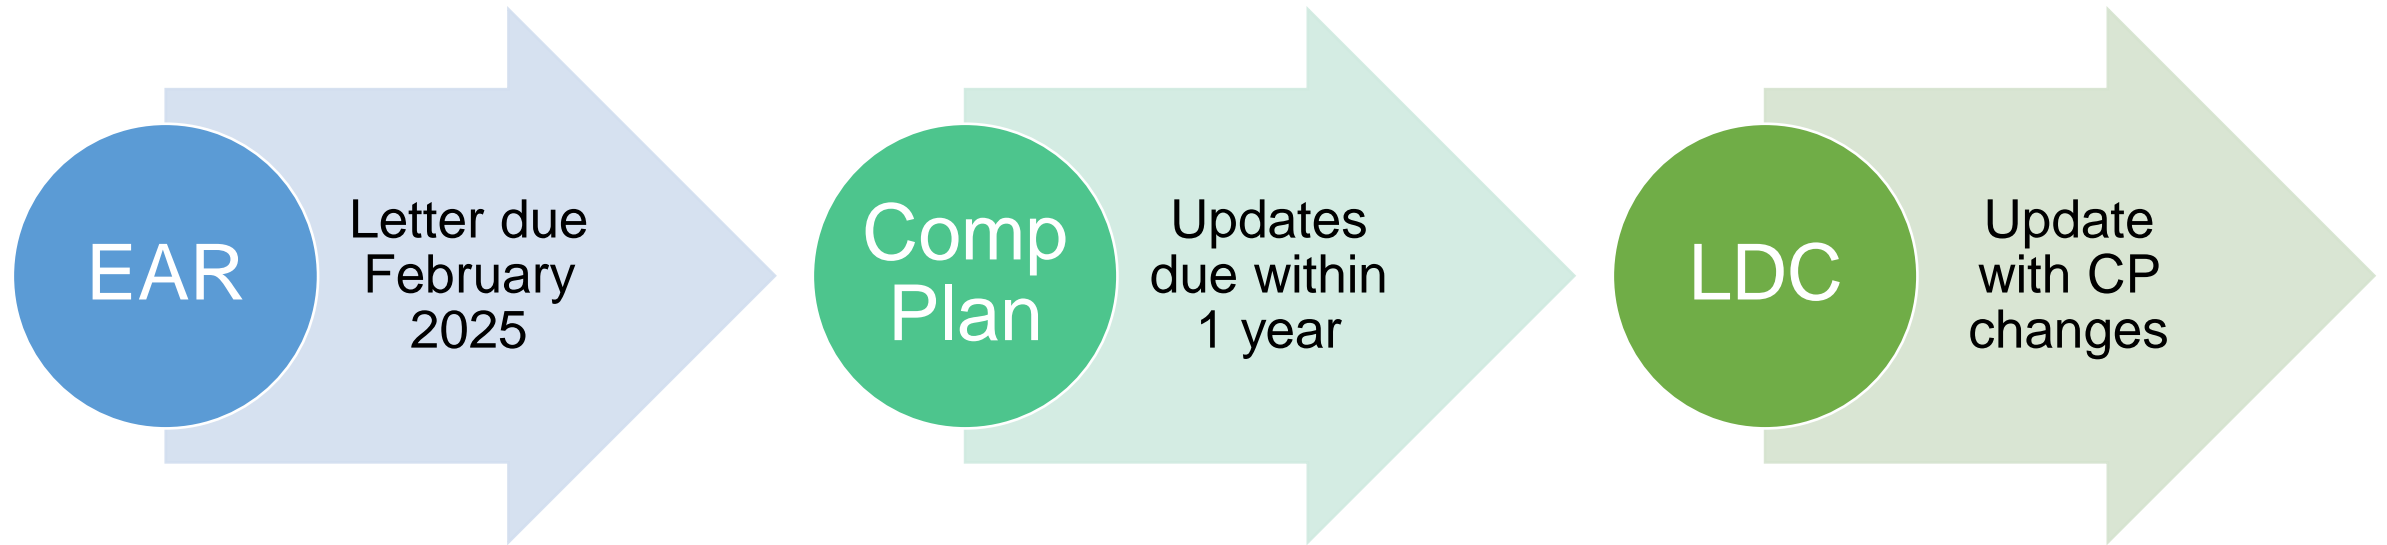 EAR
Letter due
February
2025
Comp
Plan
Updates
due within
1 year
LDC
Update
with CP
changes